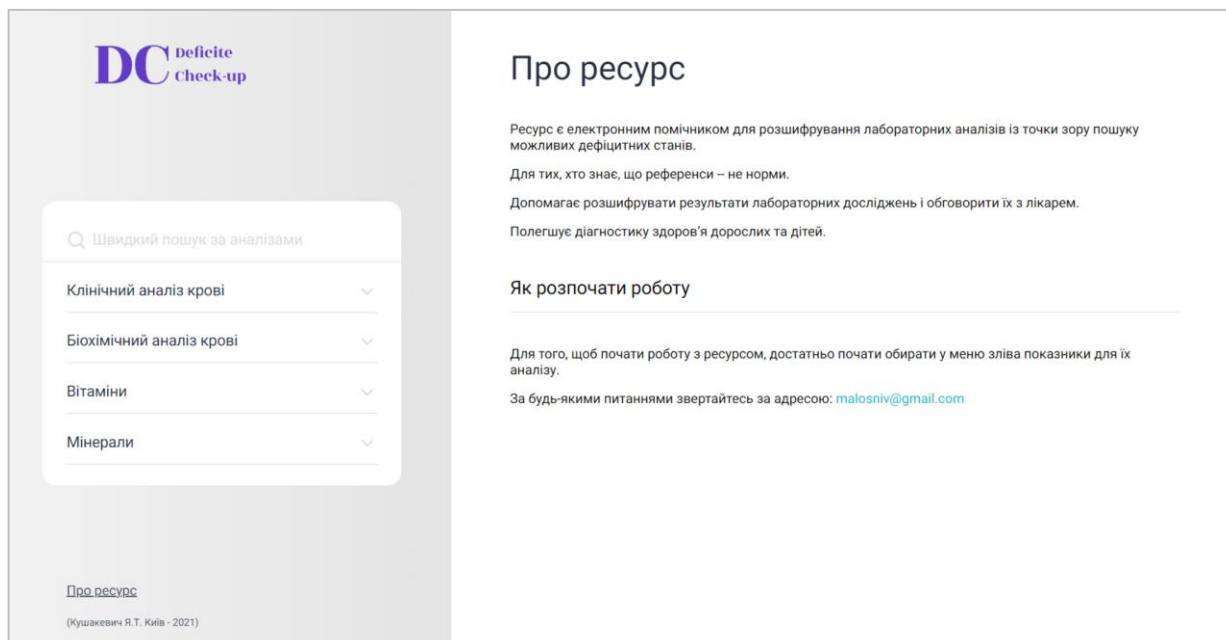 DC Deficite
Check-up
Швидкий пошук за аналізами
Клінічний аналіз крові
Біохімічний аналіз крові
Вітаміни
Мінерали
Про ресурс
(Кушакевич Я.Т. Київ - 2021)
Про ресурс
Ресурс є електронним помічником для розшифрування лабораторних аналізів із точки зору пошуку
можливих дефіцитних станів.
Для тих, хто знає, що референси – не норми.
Допомагає розшифрувати результати лабораторних досліджень і обговорити їх з лікарем.
Полегшує діагностику здоров’я дорослих та дітей.
Як розпочати роботу
Для того, щоб почати роботу з ресурсом, достатньо почати обирати у меню зліва показники для їх
аналізу.
За будь-якими питаннями звертайтесь за адресою: malosniv@gmail.com